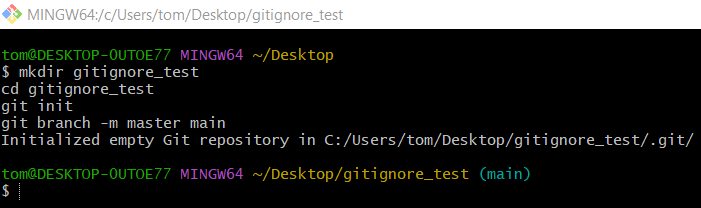 MINGW64:/c/Users/tom/Desktop/gitignore_test
tom@DESKTOP-OUTOE77 MINGW64 ~/Desktop
$ mkdir gitignore_test
cd gitignore_test
git init
git branch -m master main
Initialized empty Git repository in C:/Users/tom/Desktop/gitignore_test/.git/
tom@DESKTOP-OUTOE77 MINGW64 ~/Desktop/gitignore_test (main)
$